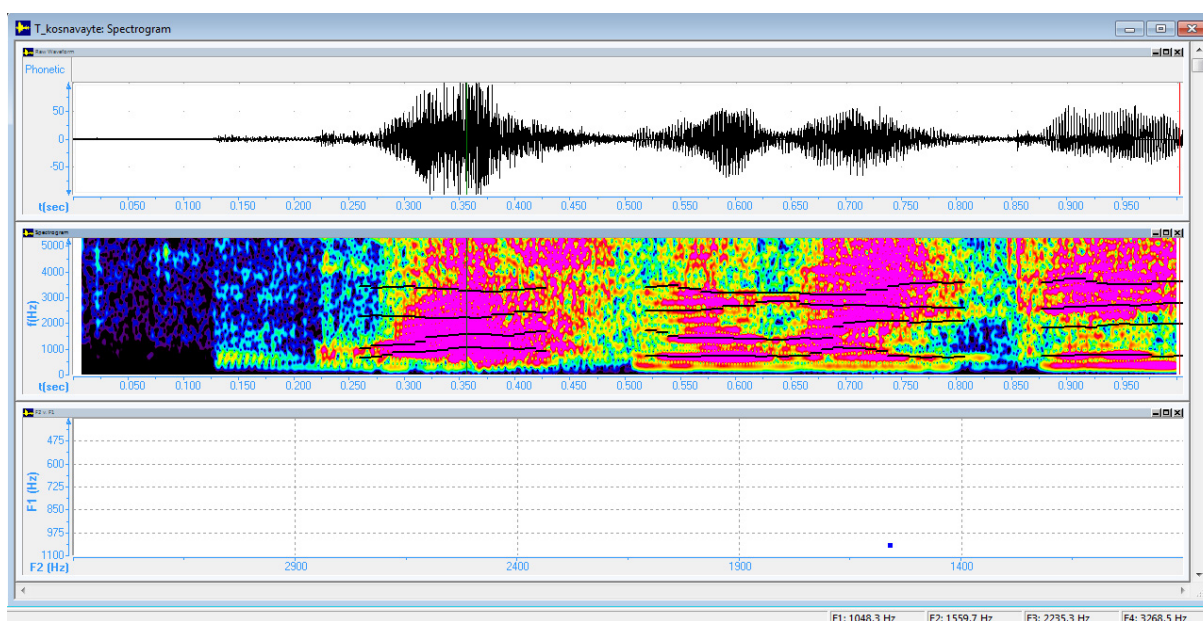 T_kosnavayte: Spectrogram
Raw Waveform
Phonetic
50
0
-50
t(sec) 0.050 0.100 0.150 0.200 0.250 0.300 0.350 0.400 0.450 0.500 0.550 0.600 0.650 0.700 0.750 0.800 0.850 0.900 0.950
Spectrogram
5000
4000
3000
2000
1000
0
f(Hz)
t(sec) 0.050 0.100 0.150 0.200 0.250 0.300 0.350 0.400 0.450 0.500 0.550 0.600 0.650 0.700 0.750 0.800 0.850 0.900 0.950
F2 v. F1
475
600
725
850
975
1100
F1 (Hz)
F2 (Hz) 2900 2400 1900 1400
F1: 1048.3 Hz F2: 1559.7 Hz F3: 2235.3 Hz F4: 3268.5 Hz